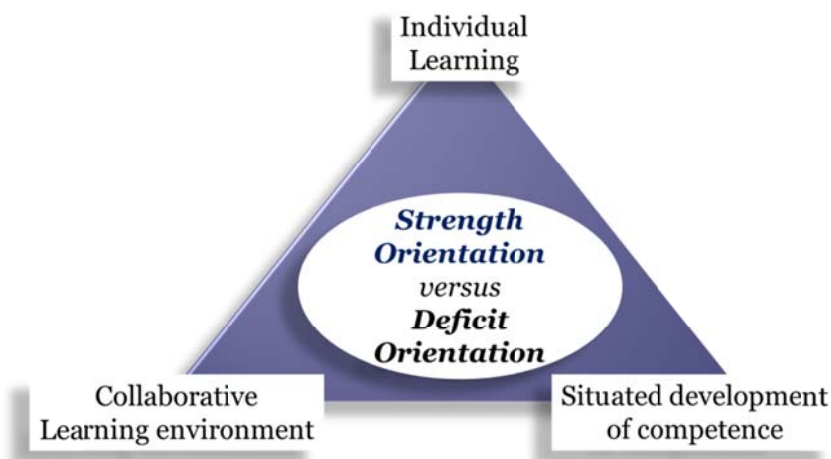 Individual
Learning
Strength
Orientation
versus
Deficit
Orientation
Collaborative
Learning environment
Situated development
of competence